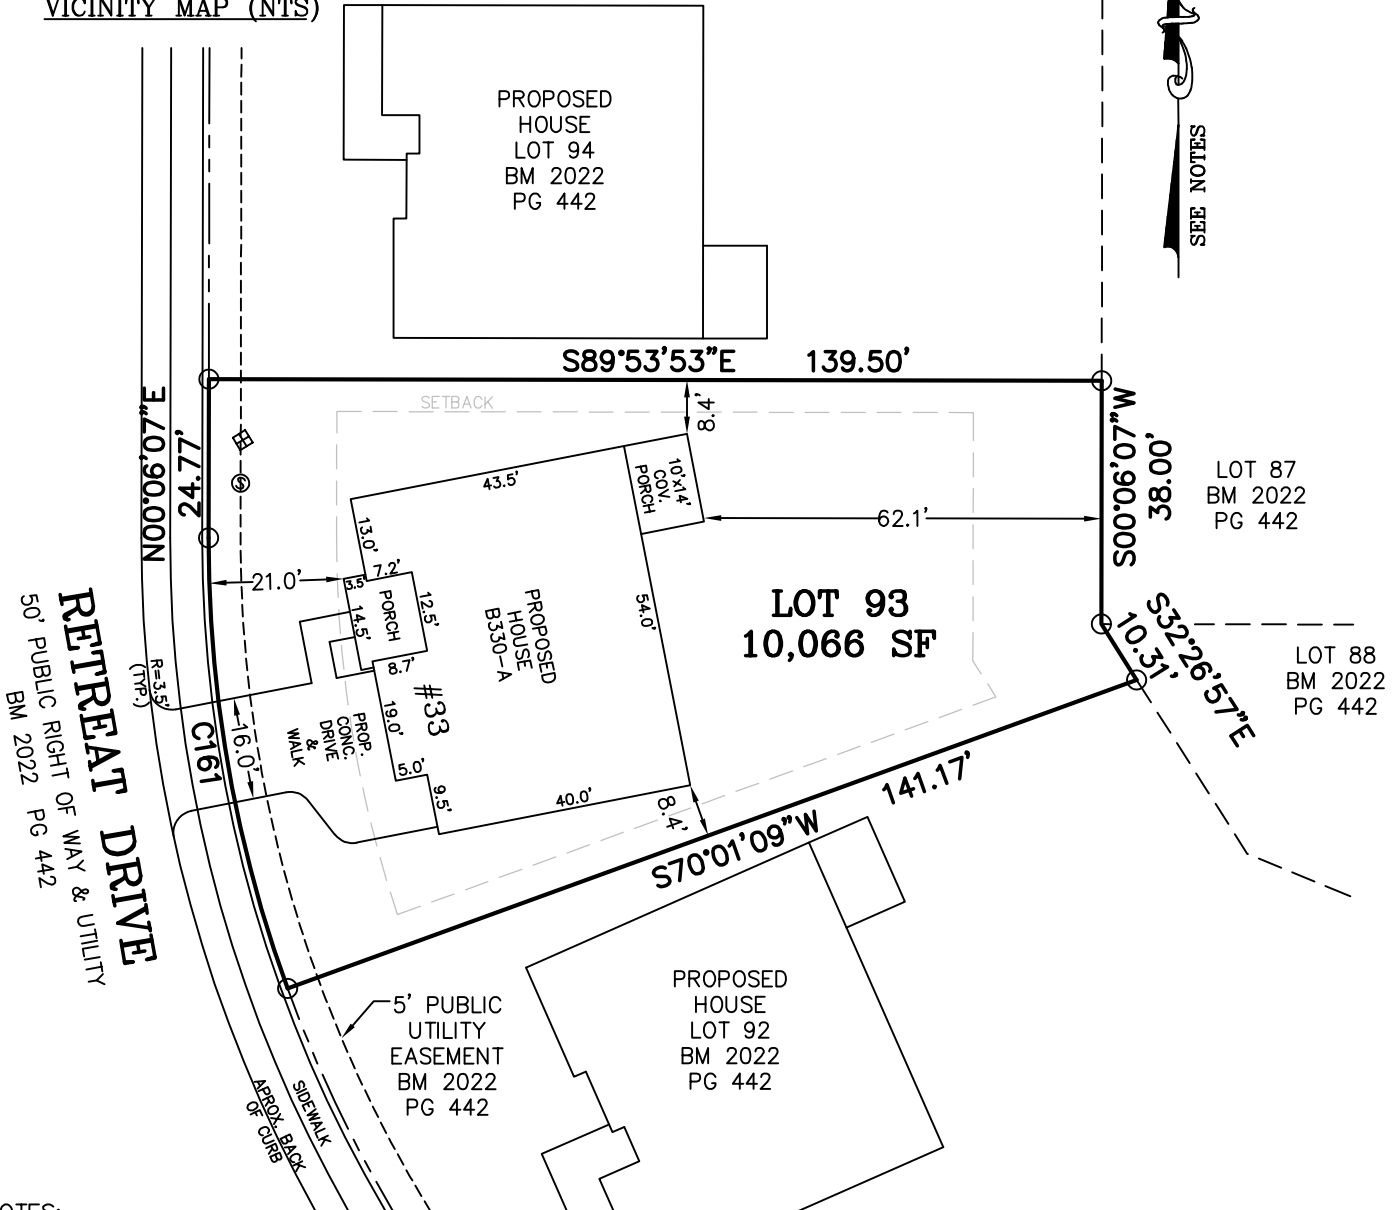 VICINITY MAP (NTS)
PROPOSED
HOUSE
LOT 94
BM 2022
PG 442
SEE NOTES
S89°53'53"E 139.50'
N00°06'07"E
24.77'
SETBACK
8.4'
S00°06'07"W
38.00'
LOT 87
BM 2022
PG 442
43.5'
10'x14'
COV.
PORCH
62.1'
13.0'
7.2'
3.5'
21.0'
14.5'
PORCH
12.5'
8.7'
PROPOSED
HOUSE
B330-A
54.0'
LOT 93
10,066 SF
S32°26'57"E
10.31'
LOT 88
BM 2022
PG 442
RETREAT DRIVE
50' PUBLIC RIGHT OF WAY & UTILITY
BM 2022 PG 442
R=3.5'
(TYP.)
C161
16.0'
PROP.
CONC.
DRIVE
&
WALK
#33
19.0'
5.0'
9.5'
40.0'
8.4'
S70°01'09"W 141.17'
5' PUBLIC
UTILITY
EASEMENT
BM 2022
PG 442
PROPOSED
HOUSE
LOT 92
BM 2022
PG 442
SIDEWALK
APROX. BACK
OF CURB
S